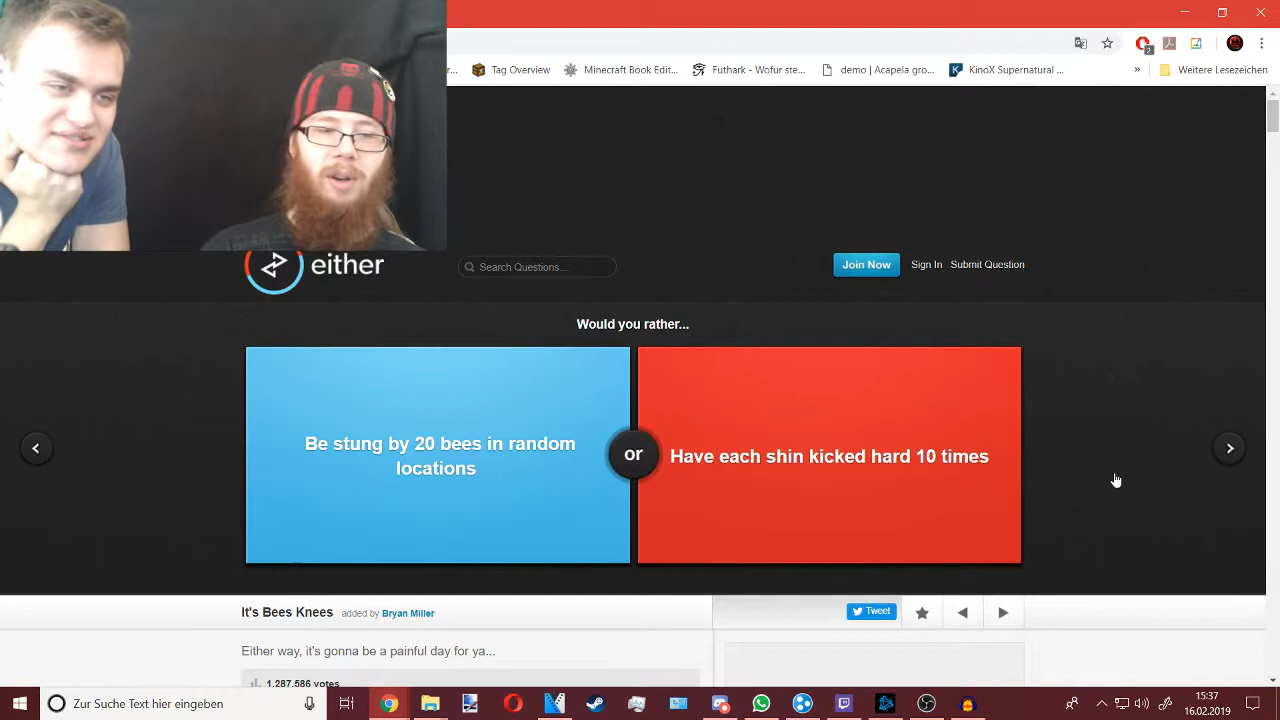 ...
Tag Overview
Minecraft Book Edit...
Futhark - Wofür ste...
demo | Acapela gro...
KinoX Supernatural ...
»
Weitere Lesezeichen
2
either
Search Questions...
Join Now
Sign In
Submit Question
Would you rather...
Be stung by 20 bees in random
locations
or
Have each shin kicked hard 10 times
It's Bees Knees added by Bryan Miller
Tweet
Either way, it's gonna be a painful day for ya...
1,287,586 votes
Zur Suche Text hier eingeben
15:37
16.02.2019